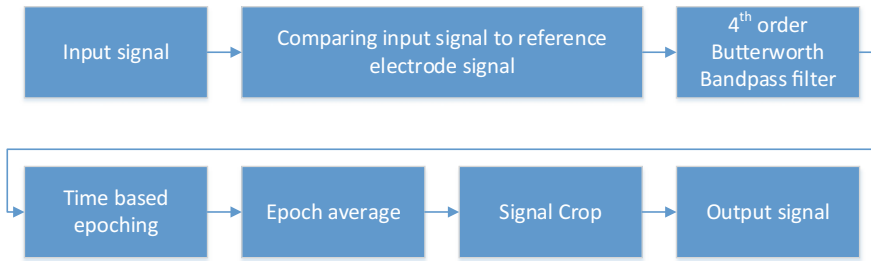 Input signal
Comparing input signal to reference
electrode signal
4th order
Butterworth
Bandpass filter
Time based
epoching
Epoch average
Signal Crop
Output signal